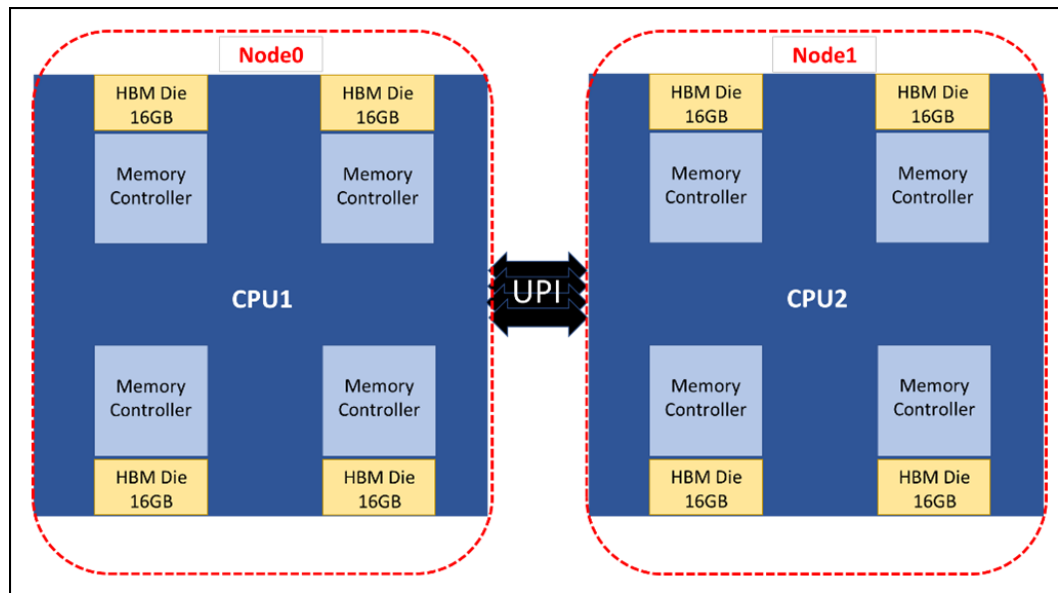 Node0
Node1
HBM Die
16GB
HBM Die
16GB
HBM Die
16GB
HBM Die
16GB
Memory
Controller
Memory
Controller
Memory
Controller
Memory
Controller
CPU1
UPI
CPU2
Memory
Controller
Memory
Controller
Memory
Controller
Memory
Controller
HBM Die
16GB
HBM Die
16GB
HBM Die
16GB
HBM Die
16GB